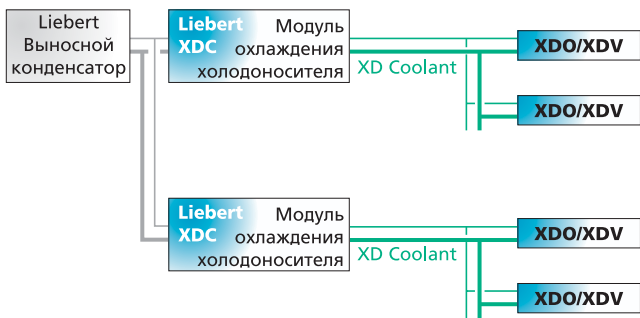 Liebert
Выносной
конденсатор
Liebert Модуль
XDC охлаждения
холодоносителя
XD Coolant
XDO/XDV
XDO/XDV
Liebert Модуль
XDC охлаждения
холодоносителя
XD Coolant
XDO/XDV
XDO/XDV